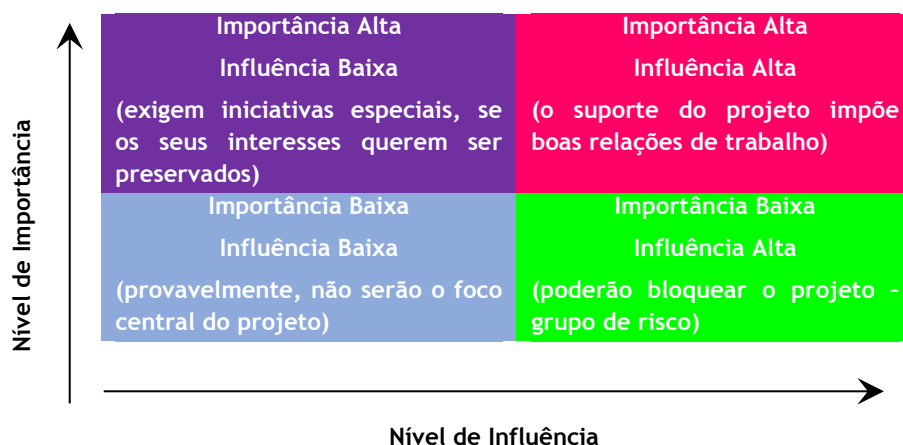 Nível de Importância
Importância Alta
Influência Baixa
(exigem iniciativas especiais, se
os seus interesses querem ser
preservados)
Importância Alta
Influência Alta
(o suporte do projeto impõe
boas relações de trabalho)
Importância Baixa
Influência Baixa
(provavelmente, não serão o foco
central do projeto)
Importância Baixa
Influência Alta
(poderão bloquear o projeto –
grupo de risco)
Nível de Influência